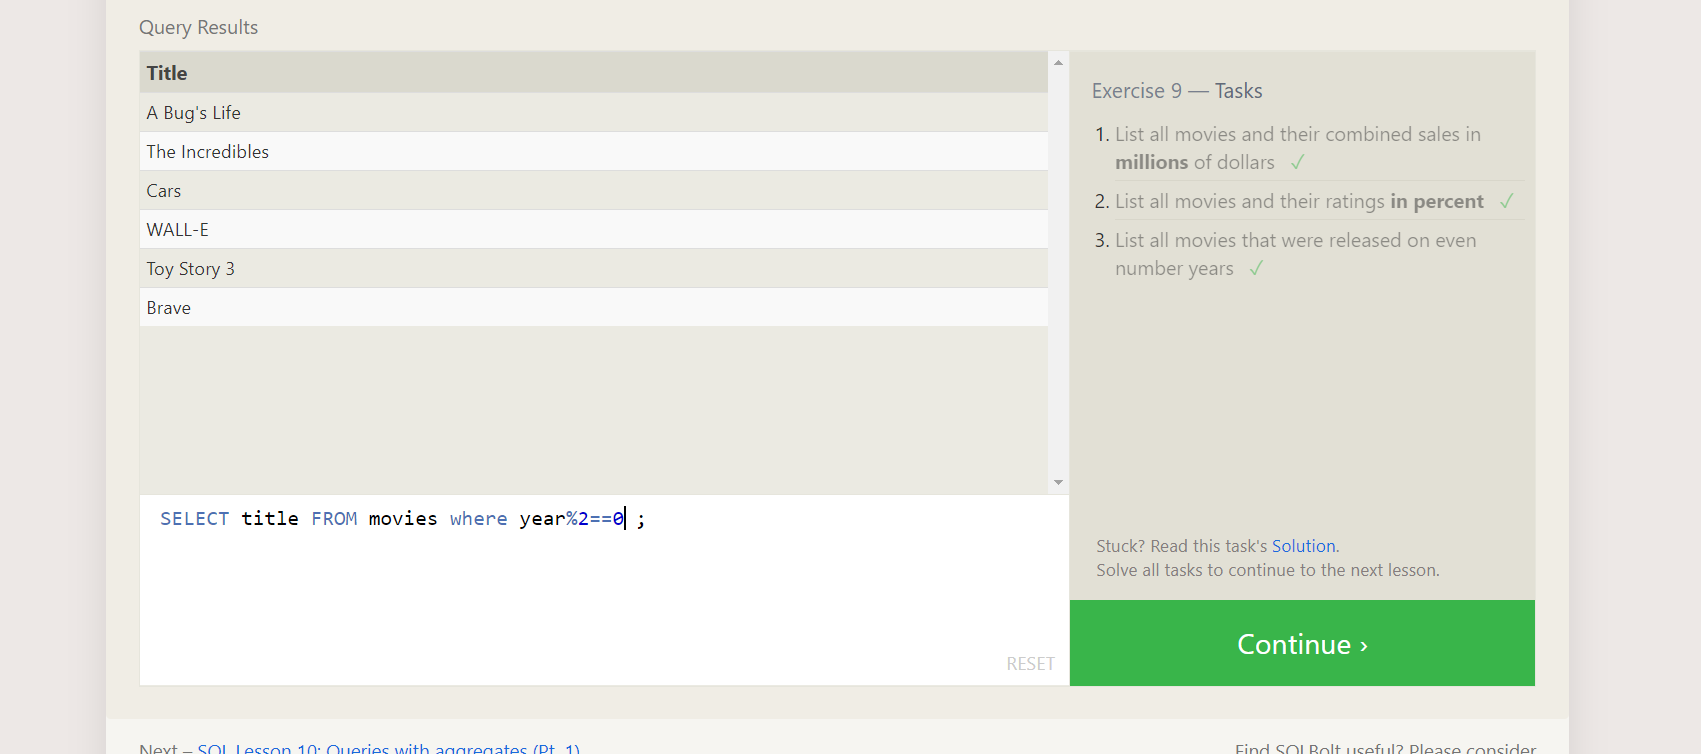 Query Results
Title
A Bug's Life
The Incredibles
Cars
WALL-E
Toy Story 3
Brave
SELECT title FROM movies where year%2==0 ;
RESET
Exercise 9 — Tasks
1. List all movies and their combined sales in
millions of dollars ✓
2. List all movies and their ratings in percent ✓
3. List all movies that were released on even
number years ✓
Stuck? Read this task's Solution.
Solve all tasks to continue to the next lesson.
Continue ›
Next – SQL Lesson 10: Queries with aggregates (Pt. 1)
Find SQLBolt useful? Please consider